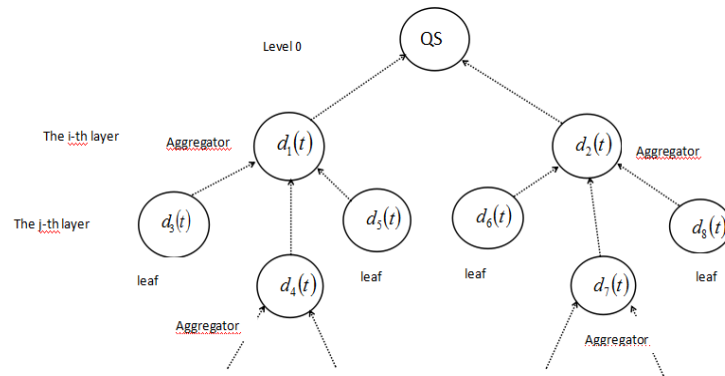 QS
Level 0
The i-th layer
Aggregator
d₁(t)
d₂(t)
Aggregator
The j-th layer
d₃(t)
d₅(t)
d₆(t)
d₈(t)
leaf
leaf
leaf
leaf
d₄(t)
d₇(t)
Aggregator
Aggregator